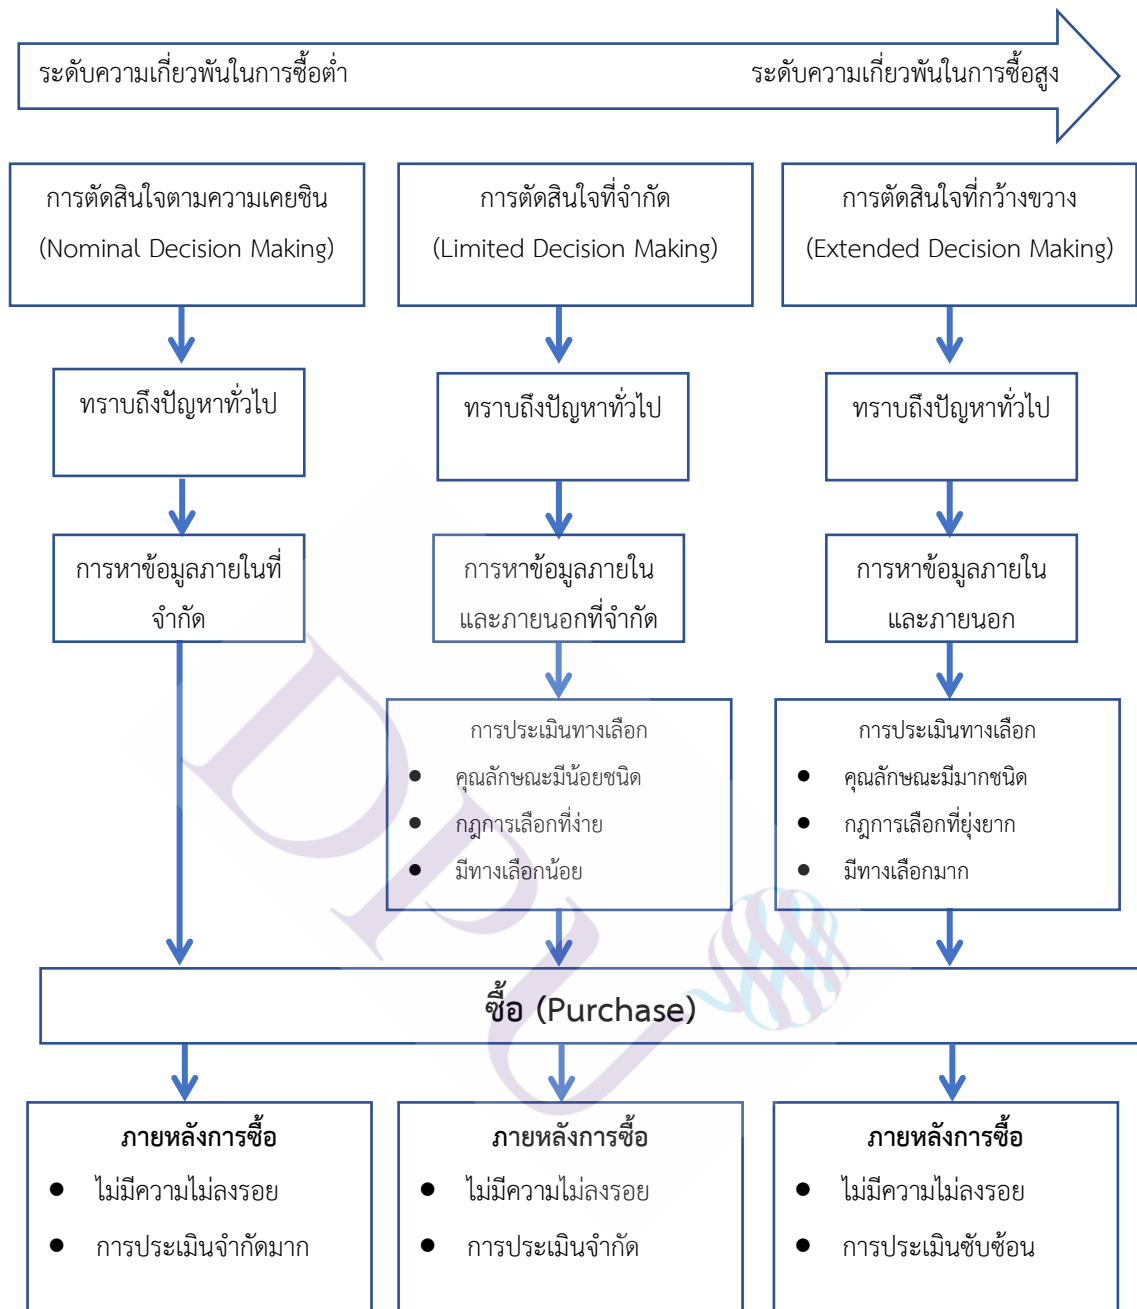 ระดับความเกี่ยวพันในการซื้อต่ำ ระดับความเกี่ยวพันในการซื้อสูง
การตัดสินใจตามความเคยชิน
(Nominal Decision Making)
การตัดสินใจที่จำกัด
(Limited Decision Making)
การตัดสินใจที่กว้างขวาง
(Extended Decision Making)
ทราบถึงปัญหาทั่วไป
ทราบถึงปัญหาทั่วไป
ทราบถึงปัญหาทั่วไป
การหาข้อมูลภายในที่
จำกัด
การหาข้อมูลภายใน
และภายนอกที่จำกัด
การหาข้อมูลภายใน
และภายนอก
การประเมินทางเลือก
● คุณลักษณะมีน้อยชนิด
● กฎการเลือกที่ง่าย
● มีทางเลือกน้อย
การประเมินทางเลือก
● คุณลักษณะมีมากชนิด
● กฎการเลือกที่ยุ่งยาก
● มีทางเลือกมาก
DPU
ซื้อ (Purchase)
ภายหลังการซื้อ
● ไม่มีความไม่ลงรอย
● การประเมินจำกัดมาก
ภายหลังการซื้อ
● ไม่มีความไม่ลงรอย
● การประเมินจำกัด
ภายหลังการซื้อ
● ไม่มีความไม่ลงรอย
● การประเมินซับซ้อน